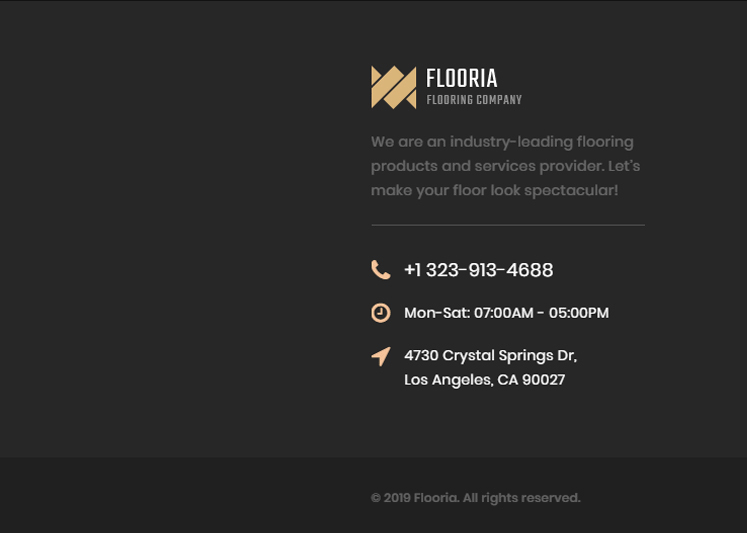 FLOORIA
FLOORING COMPANY
We are an industry-leading flooring
products and services provider. Let's
make your floor look spectacular!
+1 323-913-4688
Mon-Sat: 07:00AM - 05:00PM
4730 Crystal Springs Dr,
Los Angeles, CA 90027
© 2019 Flooria. All rights reserved.